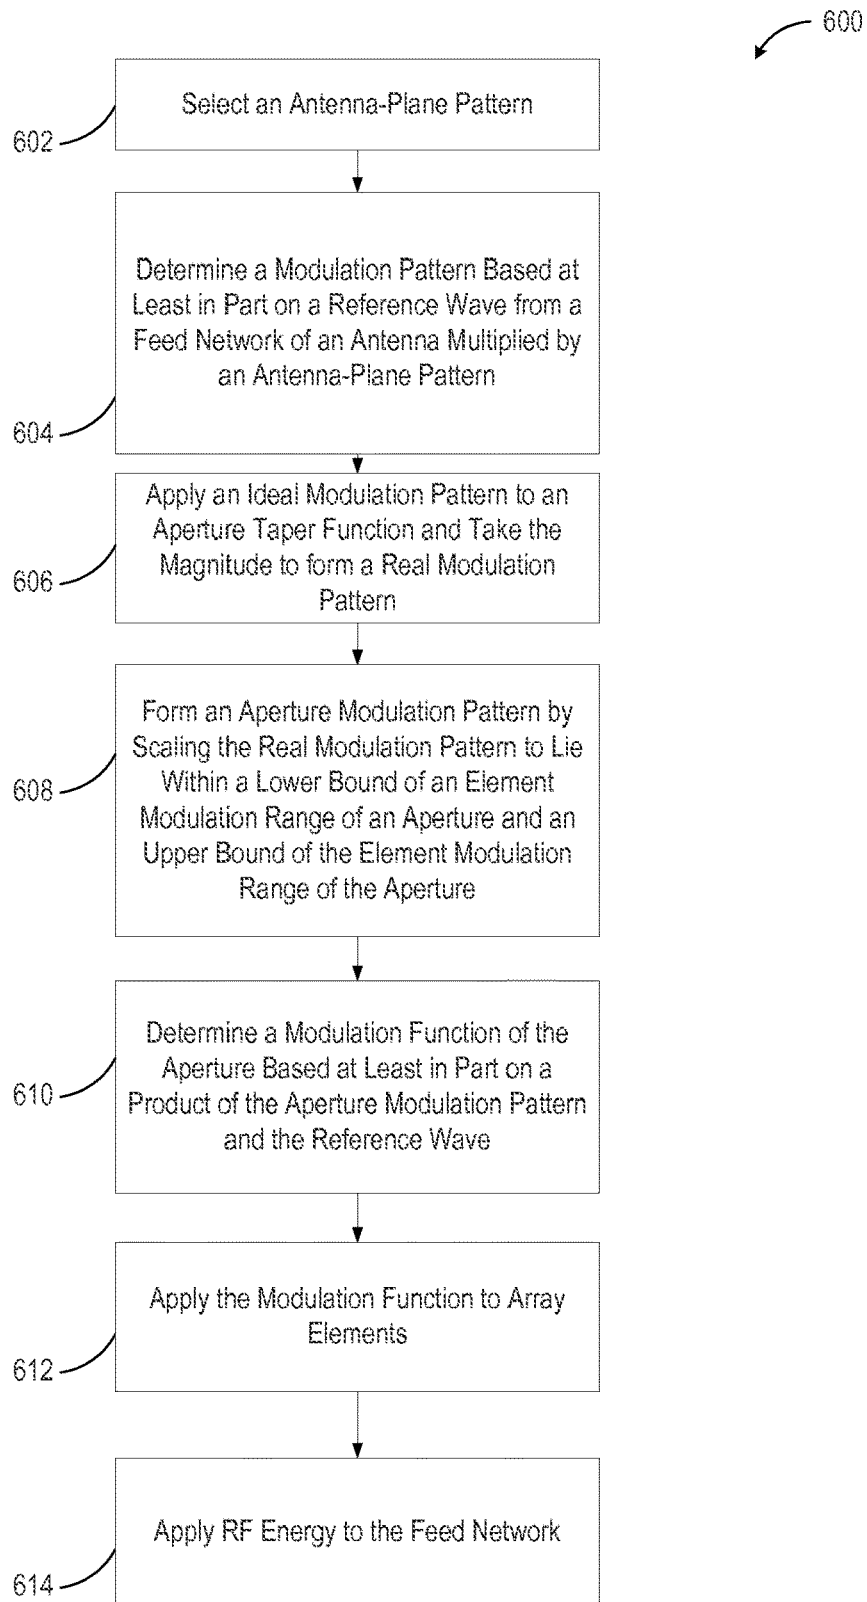 600
Select an Antenna-Plane Pattern
602
Determine a Modulation Pattern Based at
Least in Part on a Reference Wave from a
Feed Network of an Antenna Multiplied by
an Antenna-Plane Pattern
604
Apply an Ideal Modulation Pattern to an
Aperture Taper Function and Take the
Magnitude to form a Real Modulation
Pattern
606
Form an Aperture Modulation Pattern by
Scaling the Real Modulation Pattern to Lie
Within a Lower Bound of an Element
Modulation Range of an Aperture and an
Upper Bound of the Element Modulation
Range of the Aperture
608
Determine a Modulation Function of the
Aperture Based at Least in Part on a
Product of the Aperture Modulation Pattern
and the Reference Wave
610
Apply the Modulation Function to Array
Elements
612
Apply RF Energy to the Feed Network
614